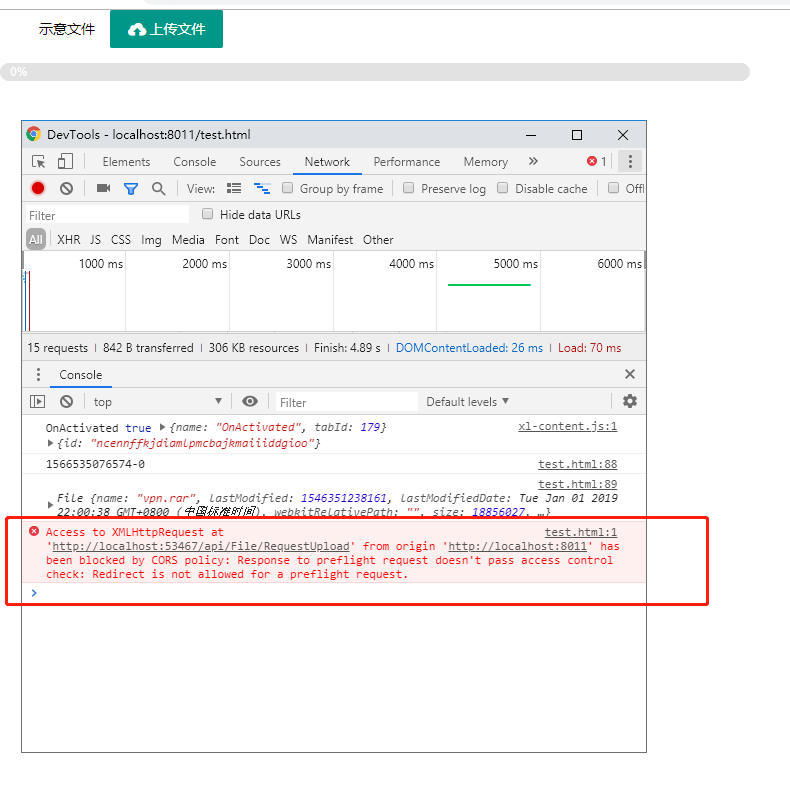 示意文件 上传文件
0%
DevTools - localhost:8011/test.html
Elements Console Sources Network Performance Memory » 1
View: Group by frame Preserve log Disable cache Offl
Filter Hide data URLs
All XHR JS CSS Img Media Font Doc WS Manifest Other
1000 ms 2000 ms 3000 ms 4000 ms 5000 ms 6000 ms
15 requests 842 B transferred 306 KB resources Finish: 4.89 s DOMContentLoaded: 26 ms Load: 70 ms
Console
top Filter Default levels
OnActivated true {name: "OnActivated", tabId: 179} xl-content.js:1
{id: "ncennffkjdiamlpmcbajkmaiiiddgioo"}
1566535076574-0 test.html:88
test.html:89
File {name: "vpn.rar", lastModified: 1546351238161, lastModifiedDate: Tue Jan 01 2019
22:00:38 GMT+0800 (中国标准时间), webkitRelativePath: "", size: 18856027, …}
Access to XMLHttpRequest at test.html:1
'http://localhost:53467/api/File/RequestUpload' from origin 'http://localhost:8011' has
been blocked by CORS policy: Response to preflight request doesn't pass access control
check: Redirect is not allowed for a preflight request.